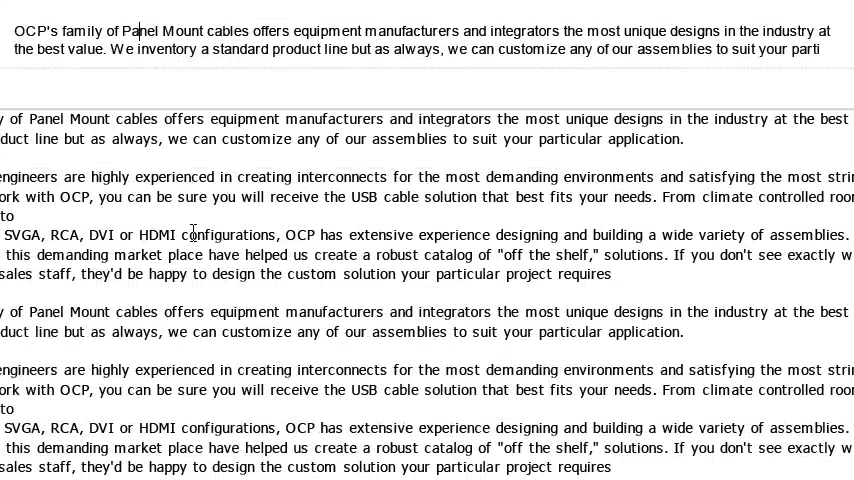 OCP's family of Panel Mount cables offers equipment manufacturers and integrators the most unique designs in the industry at
the best value. We inventory a standard product line but as always, we can customize any of our assemblies to suit your parti
y of Panel Mount cables offers equipment manufacturers and integrators the most unique designs in the industry at the best
duct line but as always, we can customize any of our assemblies to suit your particular application.
engineers are highly experienced in creating interconnects for the most demanding environments and satisfying the most strin
ork with OCP, you can be sure you will receive the USB cable solution that best fits your needs. From climate controlled roo
to
SVGA, RCA, DVI or HDMI configurations, OCP has extensive experience designing and building a wide variety of assemblies.
this demanding market place have helped us create a robust catalog of "off the shelf," solutions. If you don't see exactly w
sales staff, they'd be happy to design the custom solution your particular project requires
y of Panel Mount cables offers equipment manufacturers and integrators the most unique designs in the industry at the best
duct line but as always, we can customize any of our assemblies to suit your particular application.
engineers are highly experienced in creating interconnects for the most demanding environments and satisfying the most strin
ork with OCP, you can be sure you will receive the USB cable solution that best fits your needs. From climate controlled roo
to
SVGA, RCA, DVI or HDMI configurations, OCP has extensive experience designing and building a wide variety of assemblies.
this demanding market place have helped us create a robust catalog of "off the shelf," solutions. If you don't see exactly w
sales staff, they'd be happy to design the custom solution your particular project requires